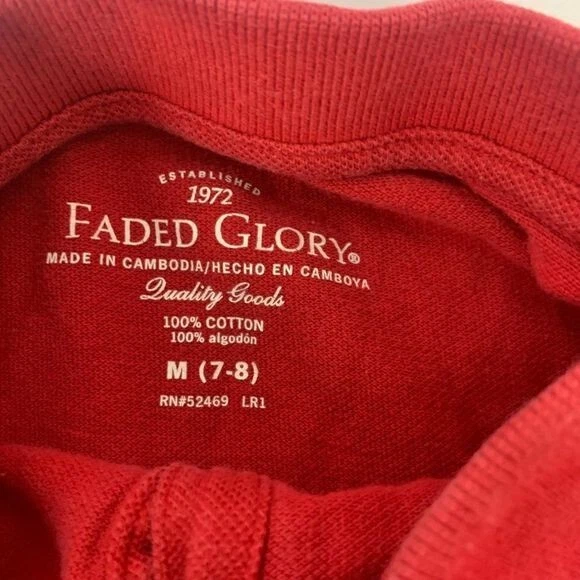 ESTABLISHED
1972
FADED GLORY®
MADE IN CAMBODIA/HECHO EN CAMBOYA
Quality Goods
100% COTTON
100% algodón
M (7-8)
RN#52469 LR1